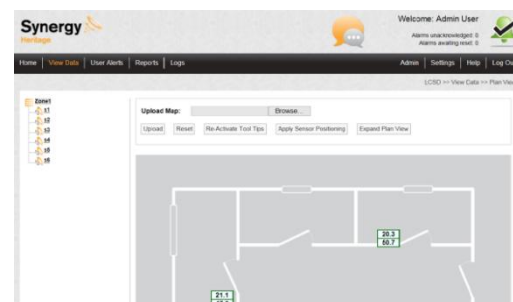 Synergy
Heritage
Welcome: Admin User
Alarms unacknowledged: 0
Alarms awaiting reset: 0
Home | View Data | User Alerts | Reports | Logs
Admin | Settings | Help | Log Ou
LCSD >> View Data >> Plan View
Zone1
s1
s2
s3
s4
s5
s6
Upload Map: Browse...
Upload Reset Re-Activate Tool Tips Apply Sensor Positioning Expand Plan View
20.3
50.7
21.1